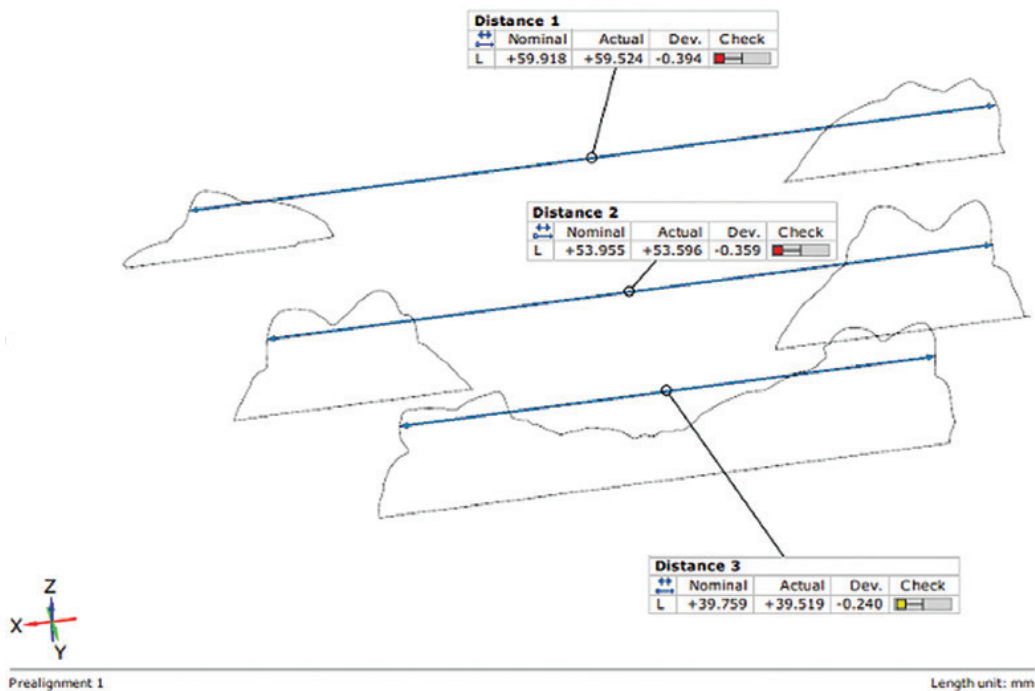 Distance 1
Nominal Actual Dev. Check
L +59.918 +59.524 -0.394
Distance 2
Nominal Actual Dev. Check
L +53.955 +53.596 -0.359
Distance 3
Nominal Actual Dev. Check
L +39.759 +39.519 -0.240
Z
X
Y
Prealignment 1 Length unit: mm